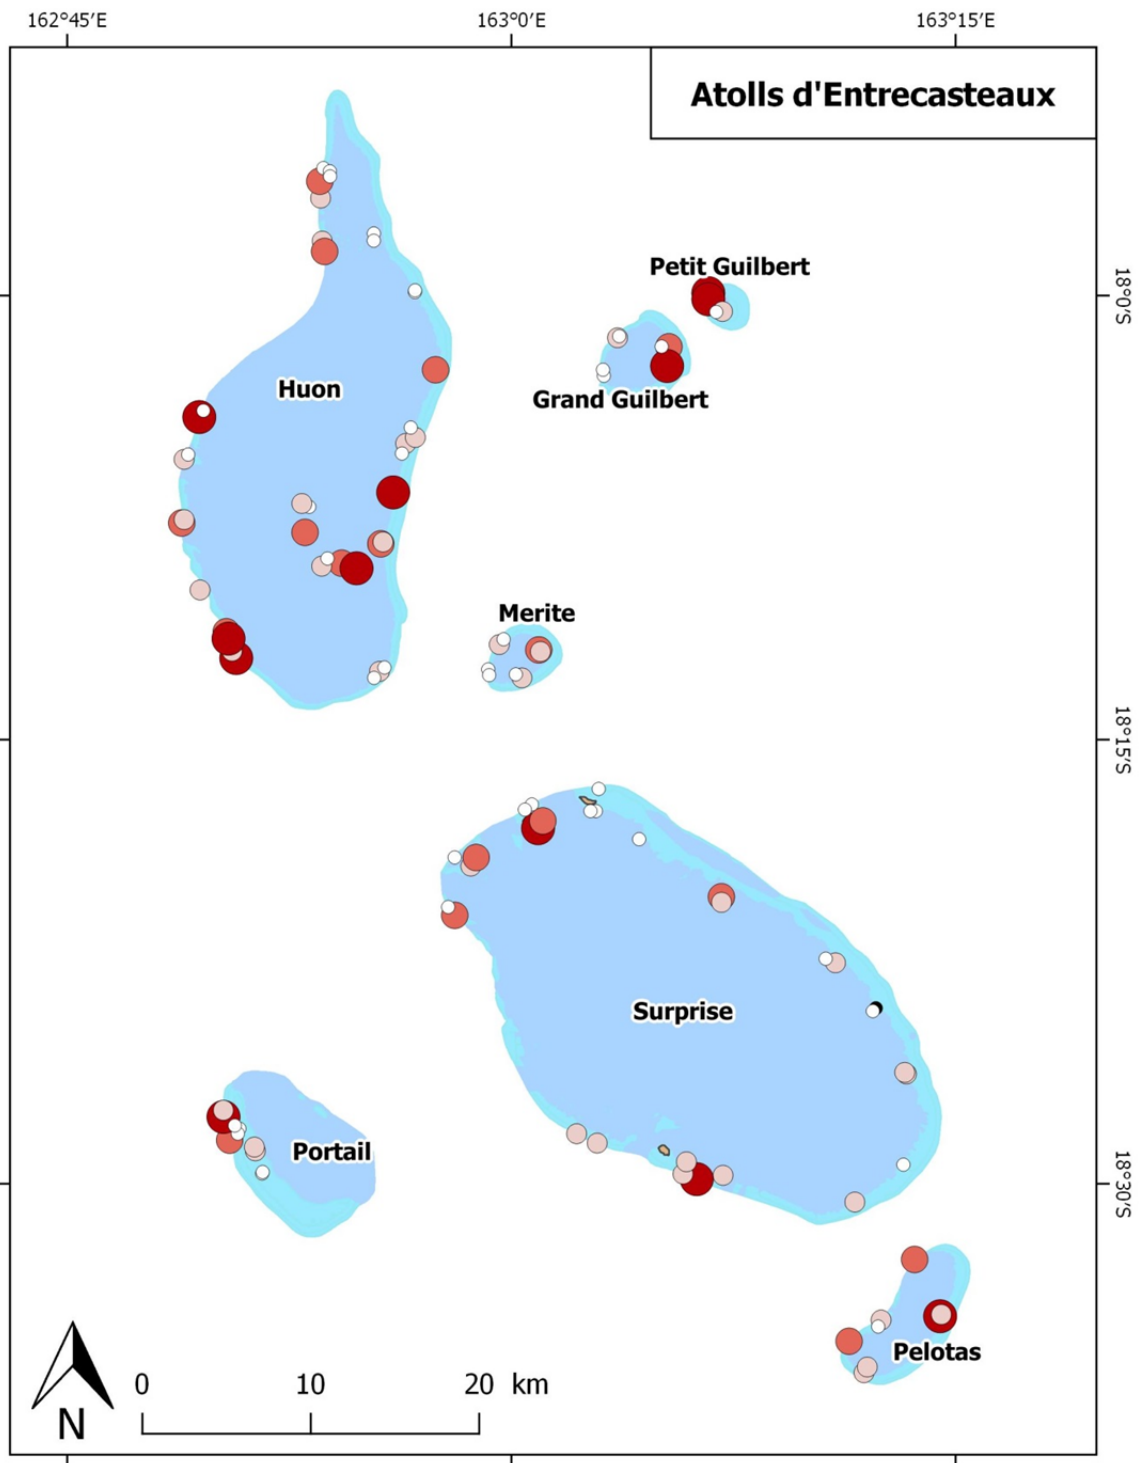 162°45′E
163°0′E
163°15′E
Atolls d'Entrecasteaux
Petit Guilbert
18°0′S
Huon
Grand Guilbert
Merite
18°15′S
Surprise
Portail
18°30′S
Pelotas
0 10 20 km
N